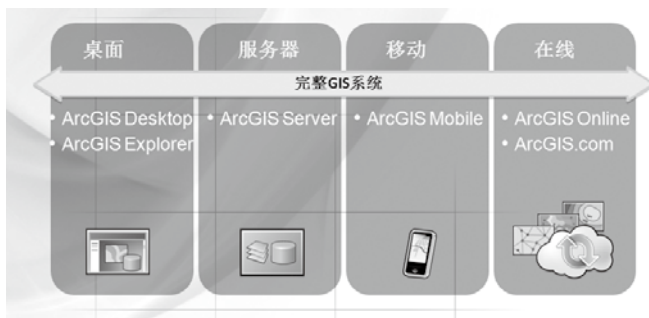 桌面
服务器
移动
在线
完整GIS系统
• ArcGIS Desktop
• ArcGIS Explorer
• ArcGIS Server
• ArcGIS Mobile
• ArcGIS Online
• ArcGIS.com